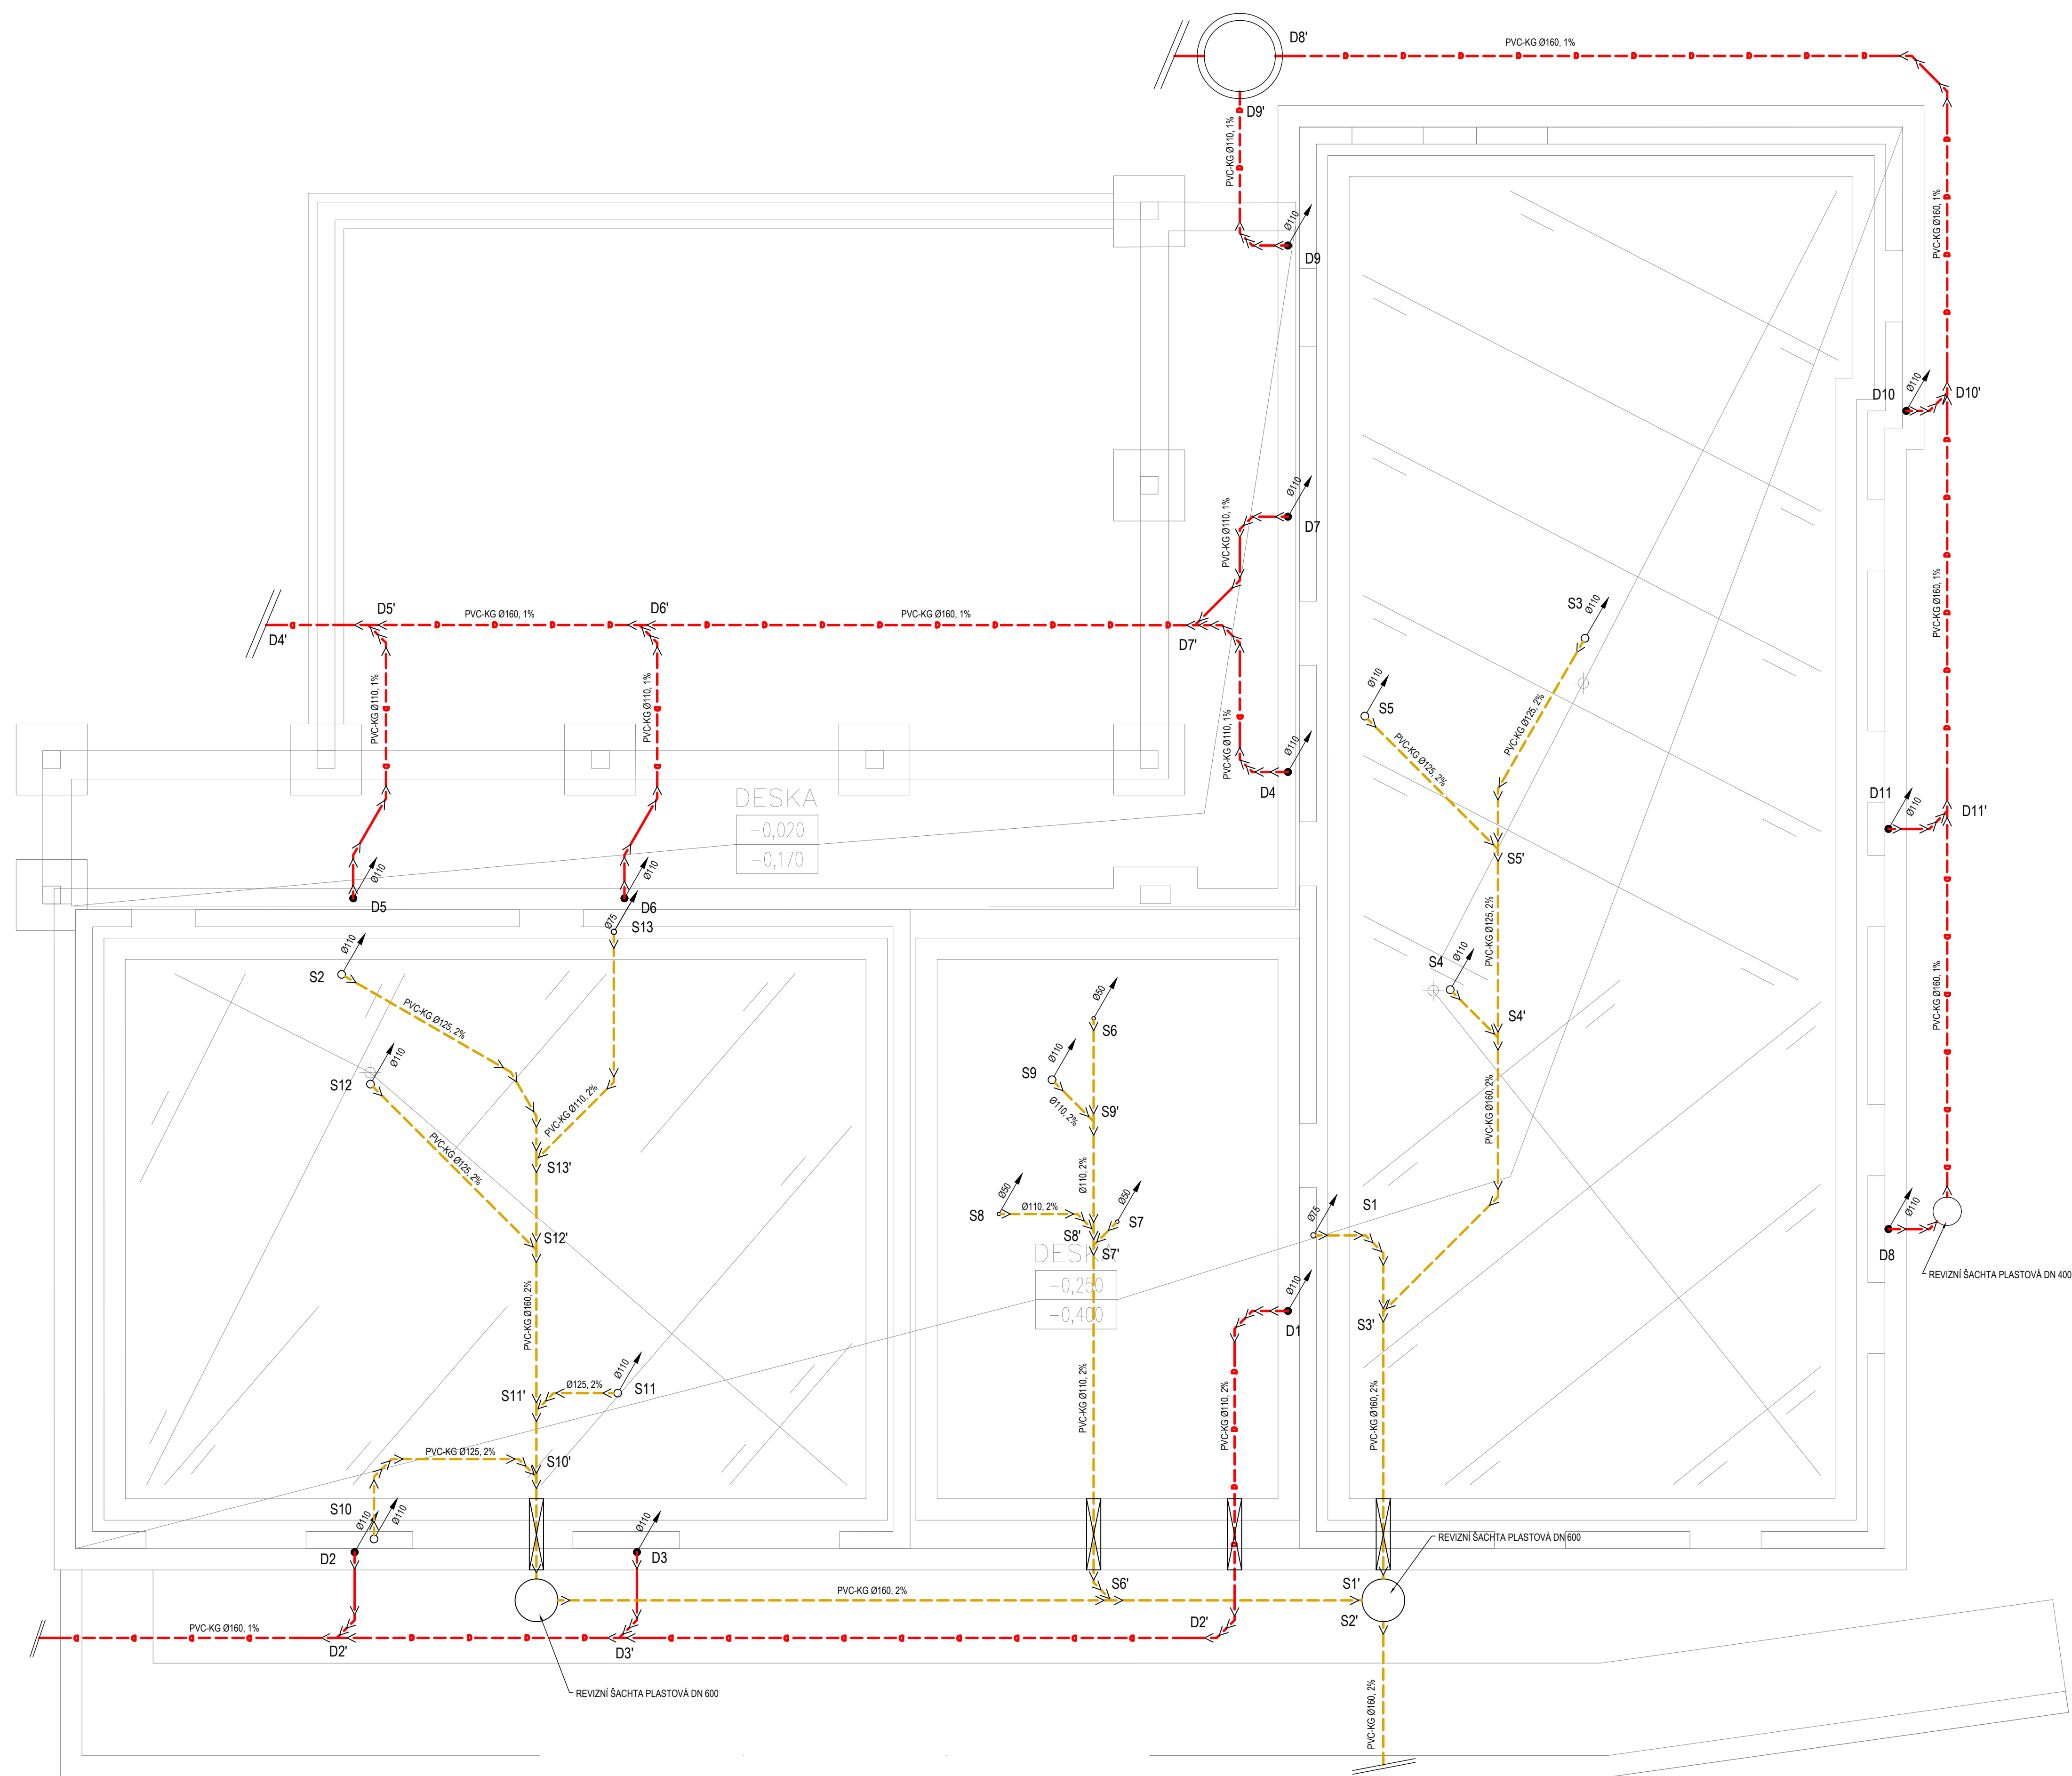 D8'
PVC-KG Ø160, 1%
D9'
PVC-KG Ø110, 1%
Ø110
D9
PVC-KG Ø160, 1%
Ø110
D10
D10'
Ø110
D7
PVC-KG Ø110, 1%
D5'
PVC-KG Ø160, 1%
D6'
PVC-KG Ø160, 1%
D4'
D7'
S3
Ø110
PVC-KG Ø160, 1%
PVC-KG Ø110, 1%
PVC-KG Ø110, 1%
PVC-KG Ø110, 1%
Ø110
D4
Ø110
S5
PVC-KG Ø125, 2%
PVC-KG Ø125, 2%
D11
Ø110
D11'
DESKA
-0,020
-0,170
S5'
Ø110
D5
Ø110
D6
Ø75
S13
PVC-KG Ø125, 2%
S2
Ø110
S4
Ø110
PVC-KG Ø160, 1%
PVC-KG Ø125, 2%
Ø50
S6
S4'
S12
Ø110
S9
Ø110
Ø110, 2%
S9'
PVC-KG Ø110, 2%
PVC-KG Ø125, 2%
PVC-KG Ø160, 2%
S13'
Ø110, 2%
S8
Ø50
Ø110, 2%
Ø50
S7
S8'
S7'
S12'
Ø75
S1
Ø110
D8
DESKA
-0,250
-0,400
REVIZNÍ ŠACHTA PLASTOVÁ DN 400
PVC-KG Ø160, 2%
Ø110
D1
S3'
S11'
Ø125, 2%
Ø110
S11
PVC-KG Ø110, 2%
PVC-KG Ø110, 2%
PVC-KG Ø160, 2%
PVC-KG Ø125, 2%
S10'
S10
Ø110
Ø110
D2
Ø110
D3
REVIZNÍ ŠACHTA PLASTOVÁ DN 600
PVC-KG Ø160, 2%
S6'
S1'
S2'
PVC-KG Ø160, 1%
D2'
D3'
D2'
REVIZNÍ ŠACHTA PLASTOVÁ DN 600
PVC-KG Ø160, 2%